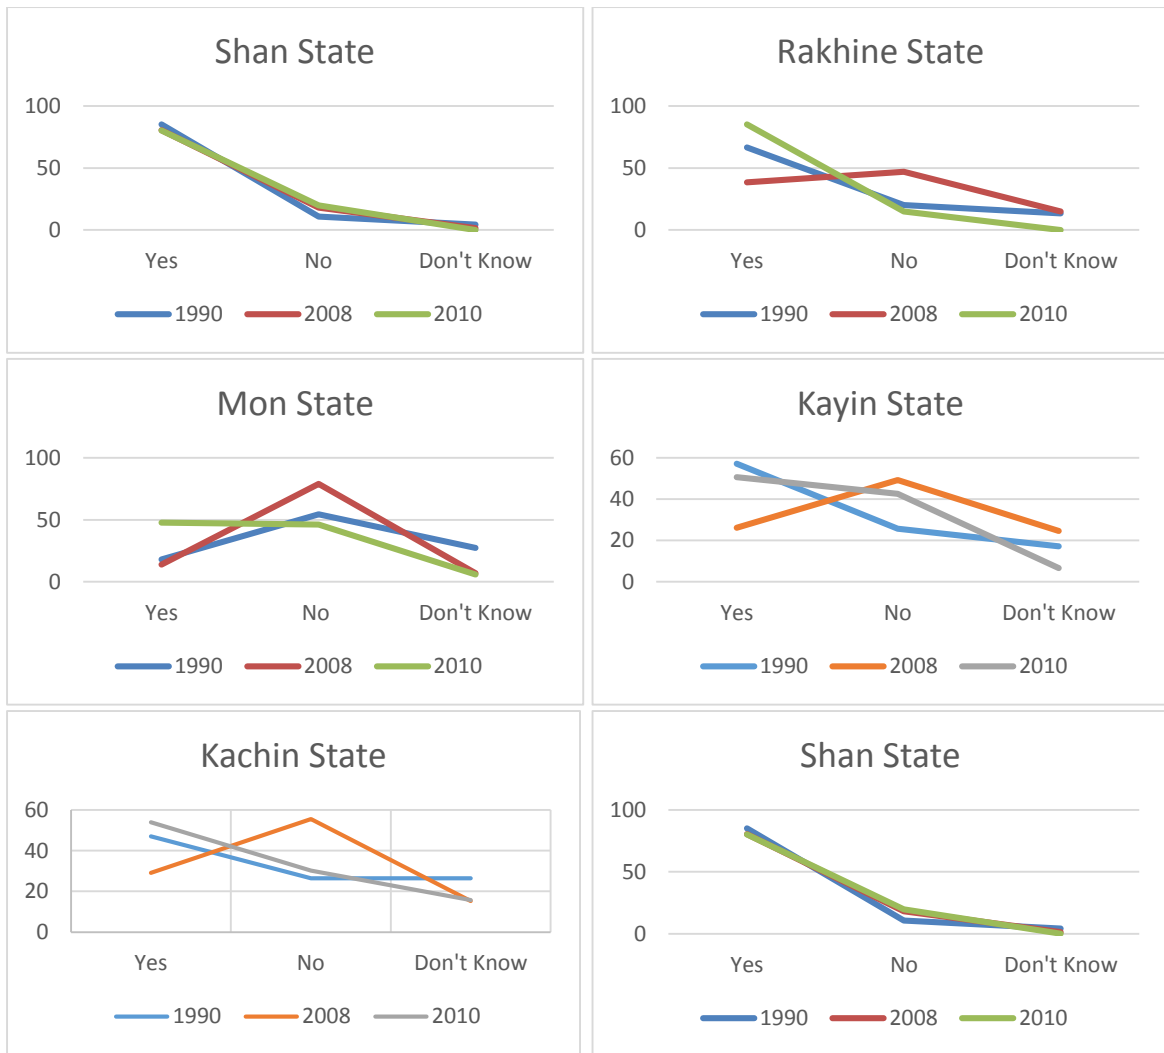 Shan State
100
50
0
Yes No Don't Know
1990 2008 2010
Rakhine State
100
50
0
Yes No Don't Know
1990 2008 2010
Mon State
100
50
0
Yes No Don't Know
1990 2008 2010
Kayin State
60
40
20
0
Yes No Don't Know
1990 2008 2010
Kachin State
60
40
20
0
Yes No Don't Know
1990 2008 2010
Shan State
100
50
0
Yes No Don't Know
1990 2008 2010